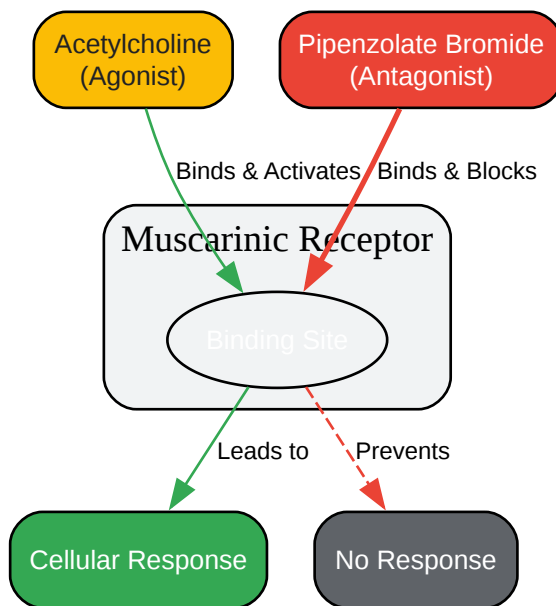 Acetylcholine
(Agonist)
Pipenzolate Bromide
(Antagonist)
Binds & Activates
Binds & Blocks
Muscarinic Receptor
Binding Site
Leads to
Prevents
Cellular Response
No Response